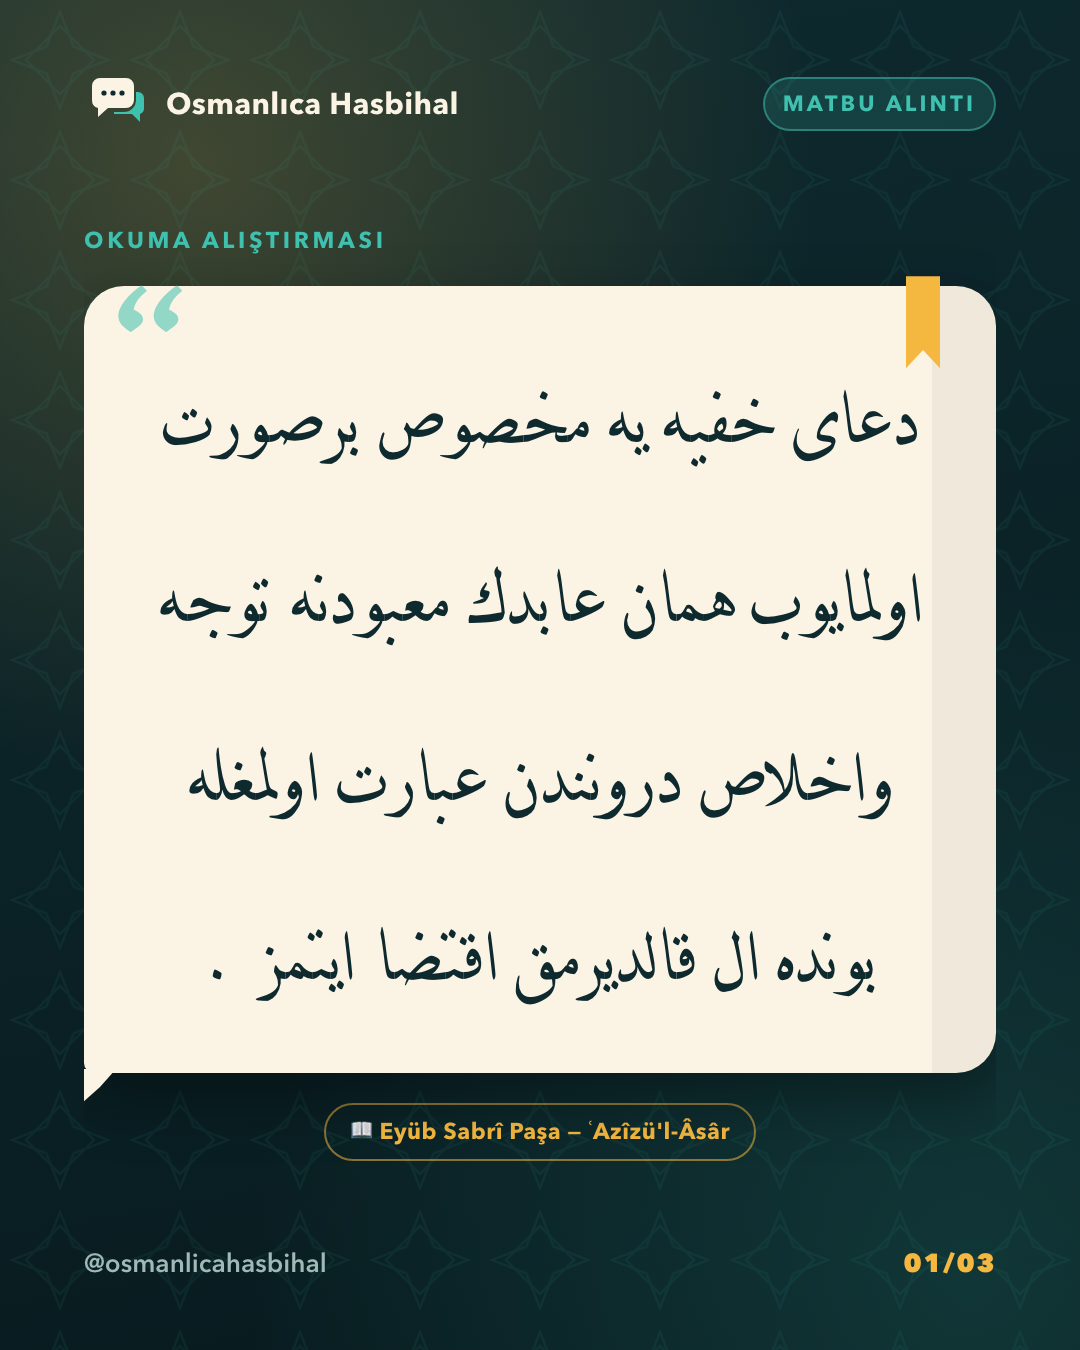 Osmanlıca Hasbihal
MATBU ALINTI
OKUMA ALIŞTIRMASI
“
دعای خفیه یه مخصوص برصورت
اولمایوب همان عابدك معبودنه توجه
واخلاص درونندن عبارت اولمغله
بونده ال قالدیرمق اقتضا ایتمز .
Eyüb Sabrî Paşa – ʿAzîzü'l-Âsâr
@osmanlicahasbihal
01/03